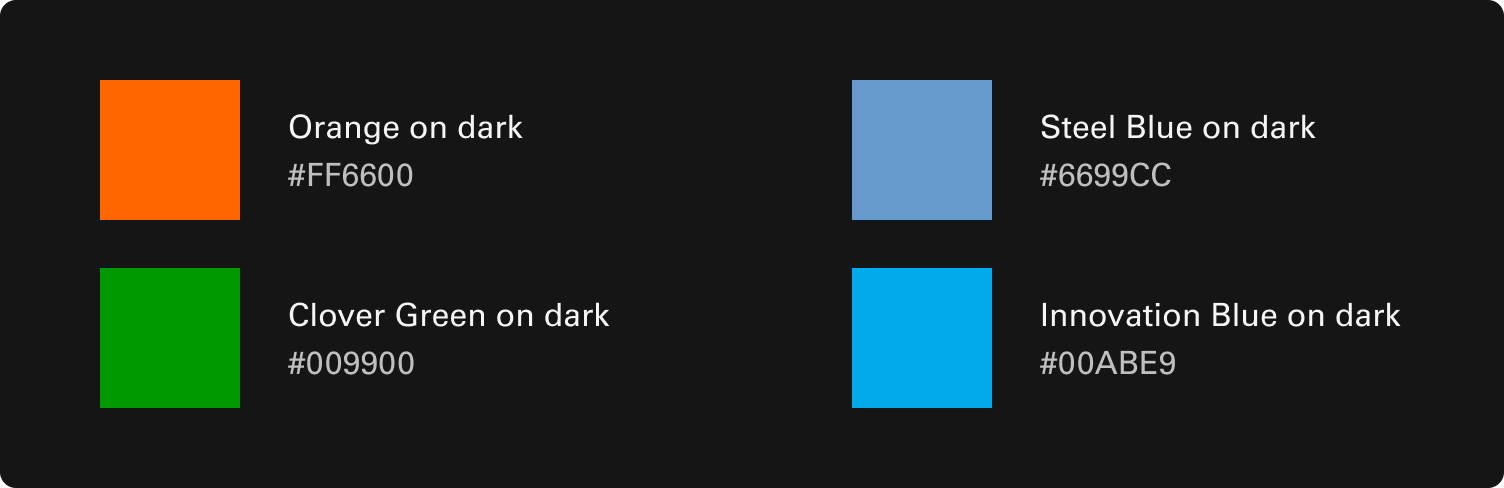 Orange on dark
#FF6600
Steel Blue on dark
#6699CC
Clover Green on dark
#009900
Innovation Blue on dark
#00ABE9